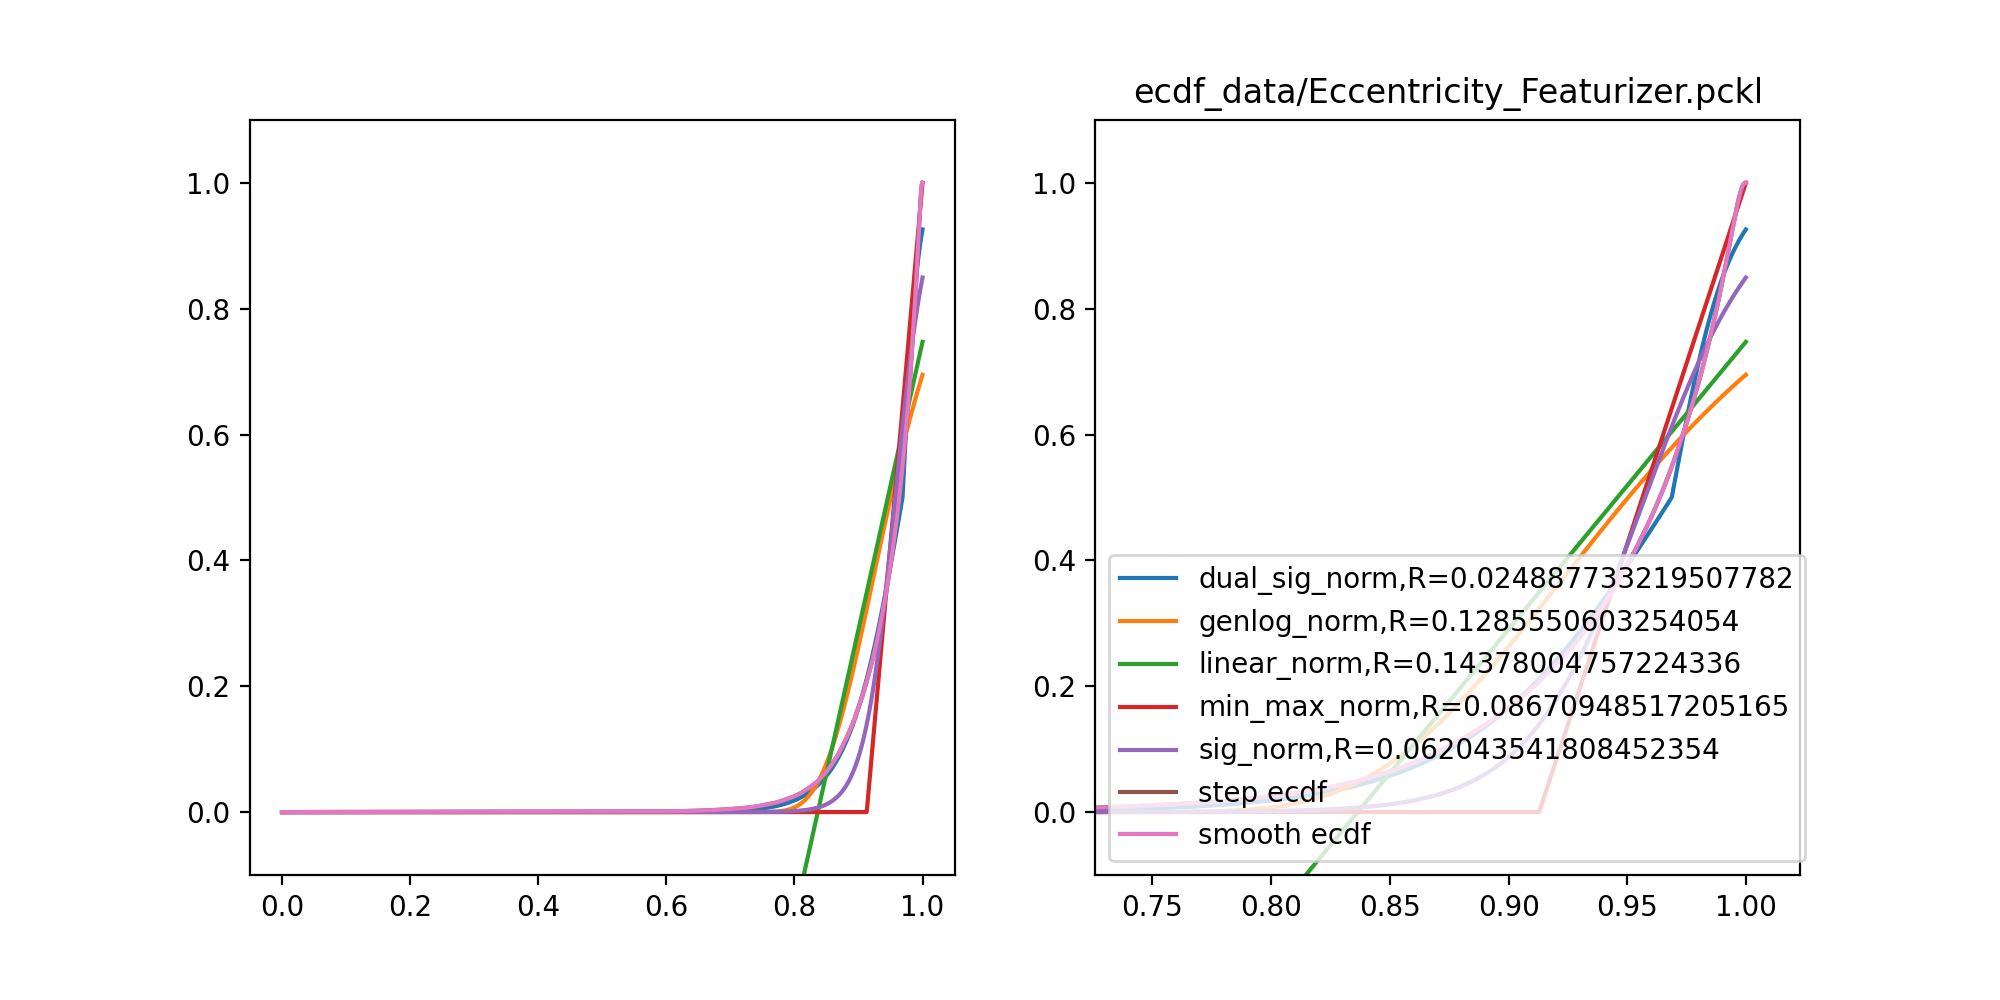 ecdf_data/Eccentricity_Featurizer.pckl
1.0
0.8
0.6
0.4
0.2
0.0
0.0 0.2 0.4 0.6 0.8 1.0
1.0
0.8
0.6
0.4
0.2
0.0
dual_sig_norm,R=0.024887733219507782
genlog_norm,R=0.1285550603254054
linear_norm,R=0.14378004757224336
min_max_norm,R=0.08670948517205165
sig_norm,R=0.062043541808452354
step ecdf
smooth ecdf
0.75 0.80 0.85 0.90 0.95 1.00